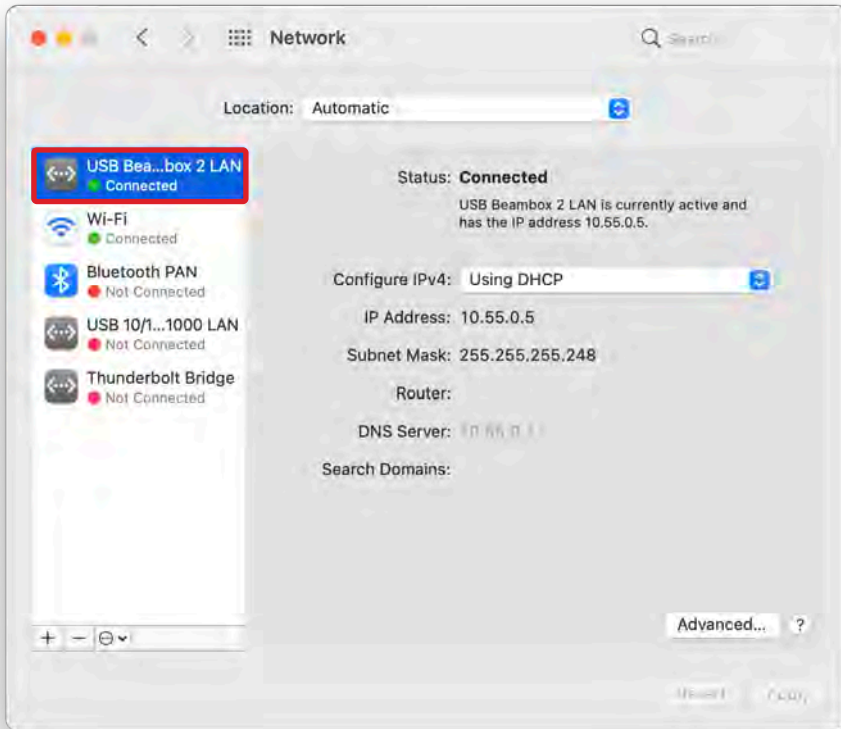 Network
Search
Location: Automatic
USB Bea...box 2 LAN
Connected
Wi-Fi
Connected
Bluetooth PAN
Not Connected
USB 10/1...1000 LAN
Not Connected
Thunderbolt Bridge
Not Connected
Status: Connected
USB Beambox 2 LAN is currently active and
has the IP address 10.55.0.5.
Configure IPv4: Using DHCP
IP Address: 10.55.0.5
Subnet Mask: 255.255.255.248
Router:
DNS Server:
Search Domains:
Advanced... ?
Revert Apply